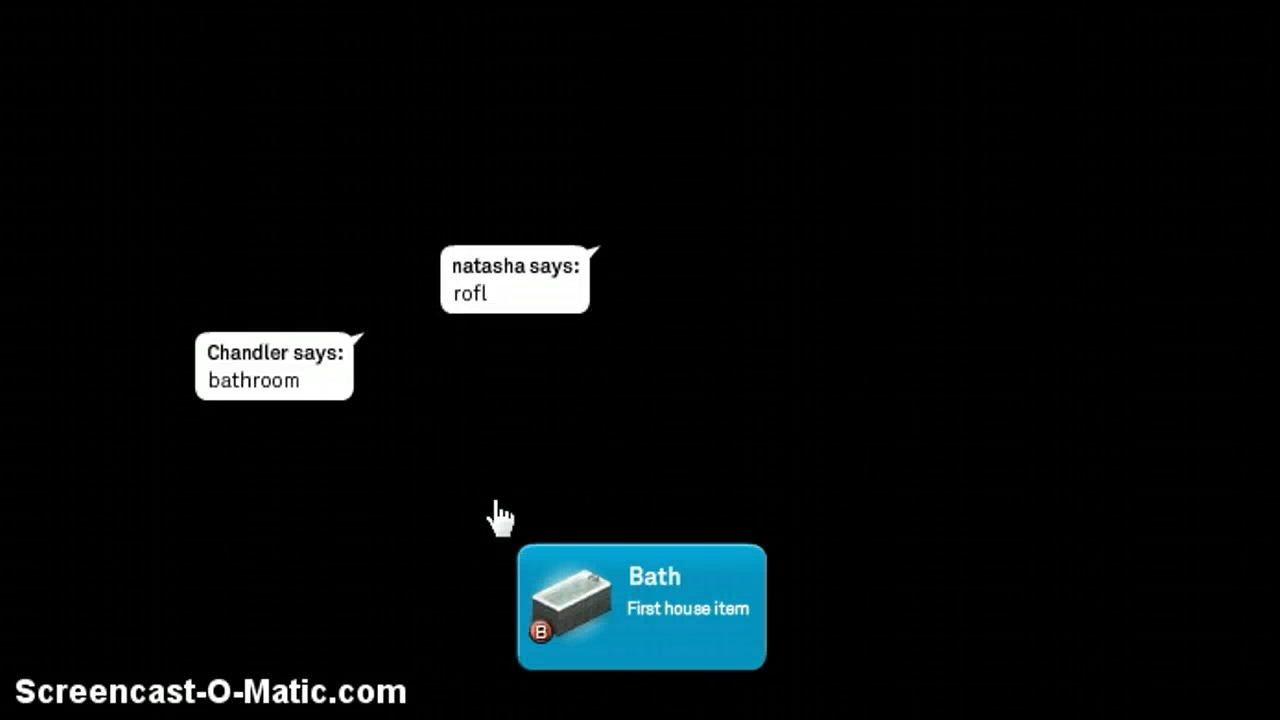 natasha says:
rofl
Chandler says:
bathroom
Bath
First house item
B
Screencast-O-Matic.com